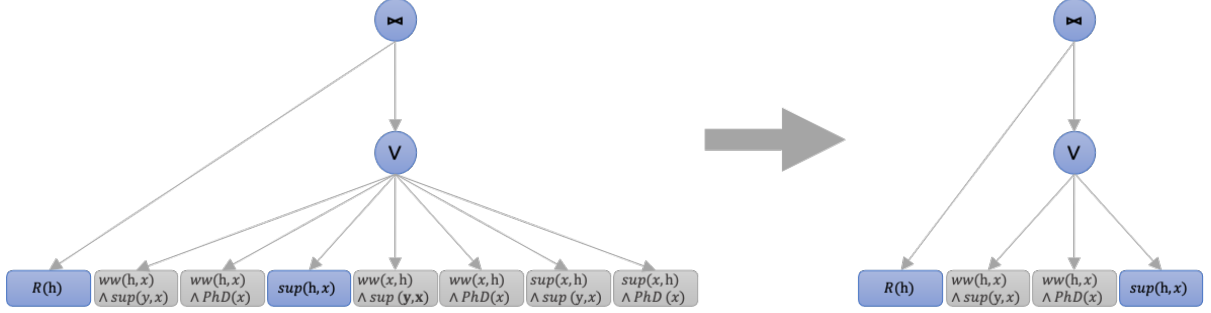 ⋈
⋈
∨
∨
R(h)
ww(h, x)
∧ sup(y,x)
ww(h, x)
∧ PhD(x)
sup(h, x)
ww(x, h)
∧ sup (y,x)
ww(x, h)
∧ PhD(x)
sup(x, h)
∧ sup (y,x)
sup(x, h)
∧ PhD (x)
R(h)
ww(h, x)
∧ sup(y,x)
ww(h, x)
∧ PhD(x)
sup(h, x)